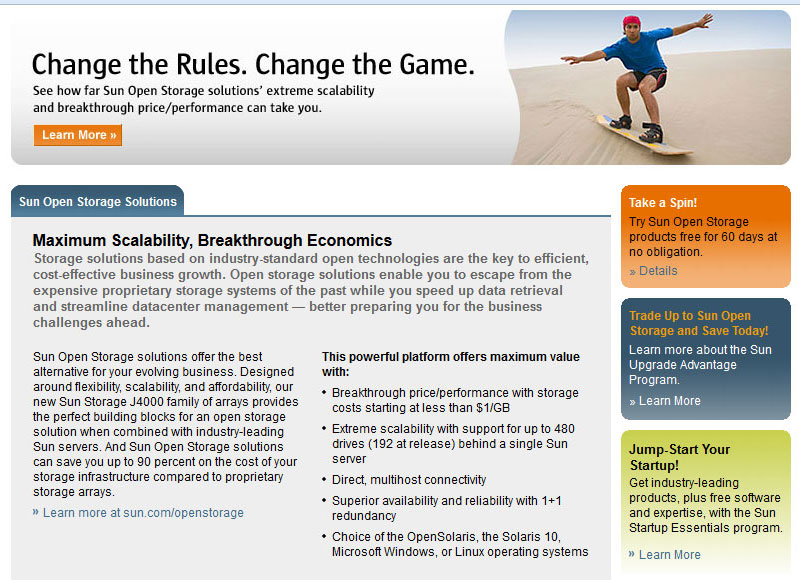 Change the Rules. Change the Game.
See how far Sun Open Storage solutions' extreme scalability
and breakthrough price/performance can take you.
Learn More »
Sun Open Storage Solutions
Maximum Scalability, Breakthrough Economics
Storage solutions based on industry-standard open technologies are the key to efficient,
cost-effective business growth. Open storage solutions enable you to escape from the
expensive proprietary storage systems of the past while you speed up data retrieval
and streamline datacenter management — better preparing you for the business
challenges ahead.
Sun Open Storage solutions offer the best
alternative for your evolving business. Designed
around flexibility, scalability, and affordability, our
new Sun Storage J4000 family of arrays provides
the perfect building blocks for an open storage
solution when combined with industry-leading
Sun servers. And Sun Open Storage solutions
can save you up to 90 percent on the cost of your
storage infrastructure compared to proprietary
storage arrays.
» Learn more at sun.com/openstorage
This powerful platform offers maximum value
with:
• Breakthrough price/performance with storage
costs starting at less than $1/GB
• Extreme scalability with support for up to 480
drives (192 at release) behind a single Sun
server
• Direct, multihost connectivity
• Superior availability and reliability with 1+1
redundancy
• Choice of the OpenSolaris, the Solaris 10,
Microsoft Windows, or Linux operating systems
Take a Spin!
Try Sun Open Storage
products free for 60 days at
no obligation.
» Details
Trade Up to Sun Open
Storage and Save Today!
Learn more about the Sun
Upgrade Advantage
Program.
» Learn More
Jump-Start Your
Startup!
Get industry-leading
products, plus free software
and expertise, with the Sun
Startup Essentials program.
» Learn More